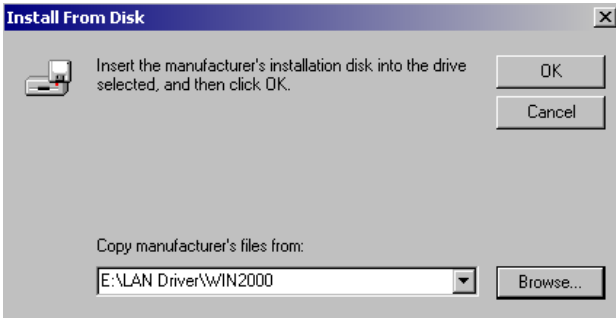 Install From Disk
Insert the manufacturer's installation disk into the drive
selected, and then click OK.
OK
Cancel
Copy manufacturer's files from:
E:\LAN Driver\WIN2000
Browse...